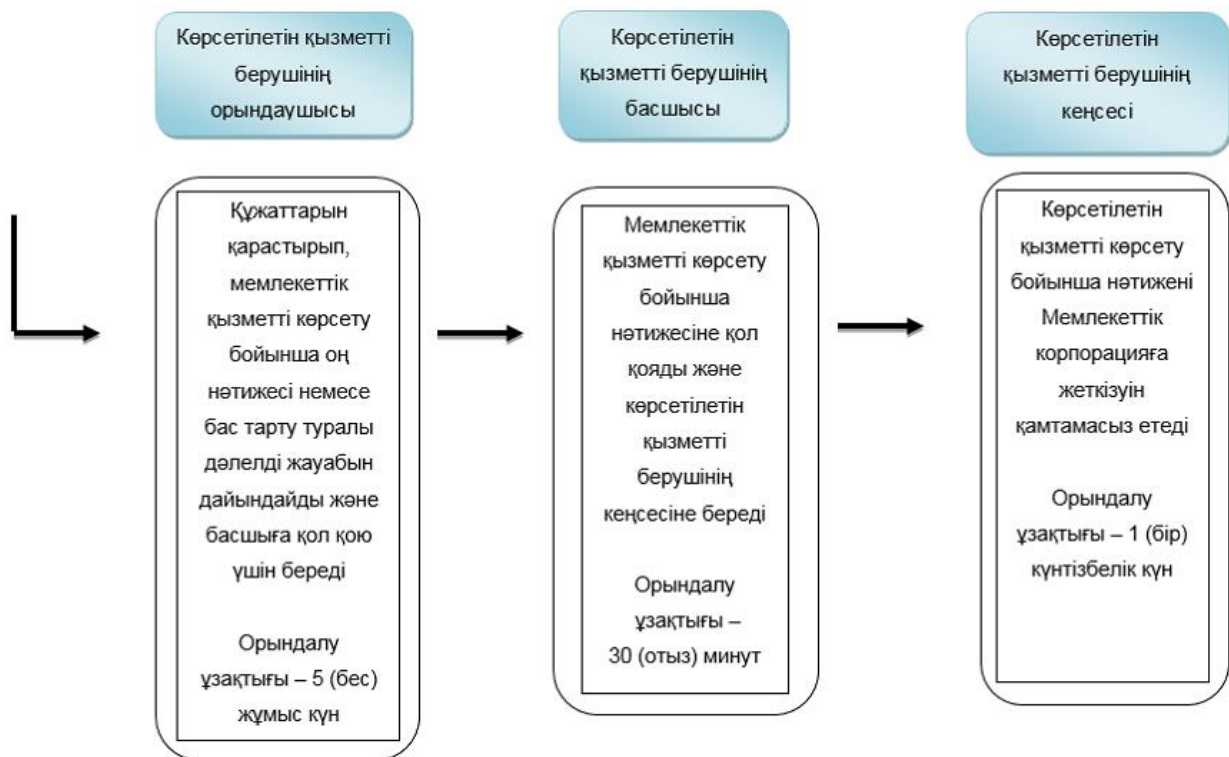 Көрсетілетін қызметті
берушінің
орындаушысы
Көрсетілетін
қызметті берушінің
басшысы
Көрсетілетін
қызметті берушінің
кеңсесі
Құжаттарын
қарастырып,
мемлекеттік
қызметті көрсету
бойынша оң
нәтижесі немесе
бас тарту туралы
дәлелді жауабын
дайындайды және
басшыға қол қою
үшін береді
Орындалу
ұзақтығы – 5 (бес)
жұмыс күн
Мемлекеттік
қызметті көрсету
бойынша
нәтижесіне қол
қояды және
көрсетілетін
қызметті
берушінің
кеңсесіне береді
Орындалу
ұзақтығы –
30 (отыз) минут
Көрсетілетін
қызметті көрсету
бойынша нәтижені
Мемлекеттік
корпорацияға
жеткізуін
қамтамасыз етеді
Орындалу
ұзақтығы – 1 (бір)
күнтізбелік күн